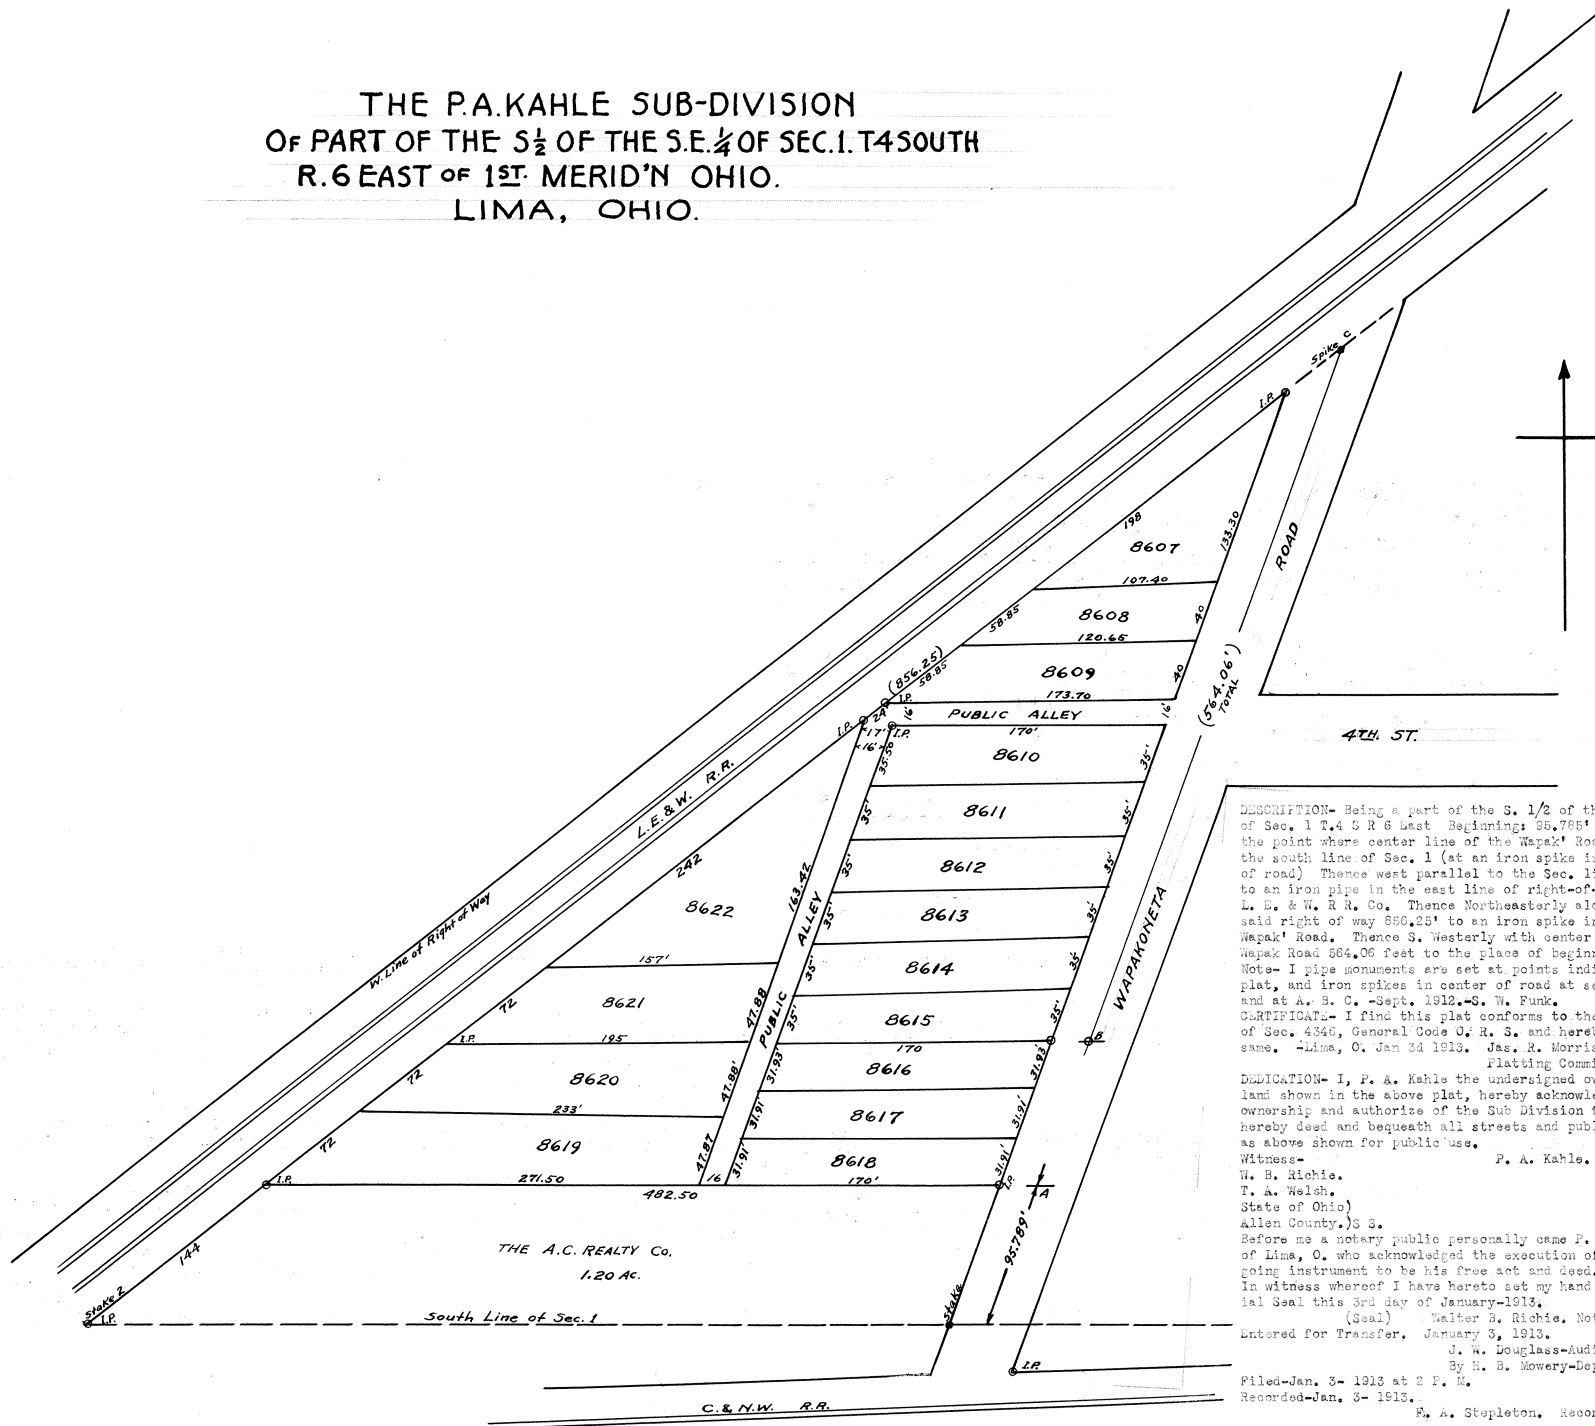 THE P.A. KAHLE SUB-DIVISION
OF PART OF THE S½ OF THE S.E.¼ OF SEC.1. T4 SOUTH
R.6 EAST OF 1ST. MERID'N OHIO.
LIMA, OHIO.
Spike C
I.P.
198
8607
133.30
ROAD
107.40
58.85
8608
40
120.65
(856.25)
58.85
8609
40
173.70
(564.06')
TOTAL
I.P.
24
16'
PUBLIC ALLEY
16'
I.P.
17'
I.P.
170'
16'
4TH. ST.
35.50
8610
35'
L.E. & W. R.R.
35'
8611
35'
242
35'
8612
35'
163.42
8622
ALLEY
35'
8613
35'
WAPAKONETA
W. Line of Right of Way
157'
35'
8614
35'
72
8621
47.88
PUBLIC
35'
8615
35'
I.P.
195'
170
B
72
8620
47.88'
31.93
8616
31.93'
233'
31.91'
8617
31.91'
72
8619
47.87
31.91'
8618
31.91'
I.P.
271.50
16
170'
I.P.
A
482.50
144
THE A.C. REALTY Co.
1.20 Ac.
95.789'
Stake 2
I.P.
South Line of Sec. 1
Stake
I.P.
C. & N.W. R.R.
DESCRIPTION- Being a part of the S. 1/2 of th
of Sec. 1 T.4 S R 6 East Beginning: 95.785'
the point where center line of the Wapak' Roa
the south line of Sec. 1 (at an iron spike i
of road) Thence west parallel to the Sec. li
to an iron pipe in the east line of right-of-
L. E. & W. R R. Co. Thence Northeasterly alo
said right of way 856.25' to an iron spike in
Wapak' Road. Thence S. Westerly with center
Wapak Road 564.06 feet to the place of beginn
Note- I pipe monuments are set at points indi
plat, and iron spikes in center of road at se
and at A. B. C. -Sept. 1912.-S. W. Funk.
CERTIFICATE- I find this plat conforms to the
of Sec. 4346, General Code O. R. S. and hereb
same. -Lima, O. Jan 3d 1913. Jas. R. Morris
Platting Commi
DEDICATION- I, P. A. Kahle the undersigned ow
land shown in the above plat, hereby acknowle
ownership and authorize of the Sub Division t
hereby deed and bequeath all streets and publ
as above shown for public use.
Witness- P. A. Kahle.
W. B. Richie.
T. A. Welsh.
State of Ohio)
Allen County.)S S.
Before me a notary public personally came P.
of Lima, O. who acknowledged the execution of
going instrument to be his free act and deed.
In witness whereof I have hereto set my hand
ial Seal this 3rd day of January-1913.
(Seal) Walter B. Richie. Not
Entered for Transfer. January 3, 1913.
J. W. Douglass-Audi
By H. B. Mowery-Dep
Filed-Jan. 3- 1913 at 2 P. M.
Recorded-Jan. 3- 1913.
E. A. Stepleton. Recor